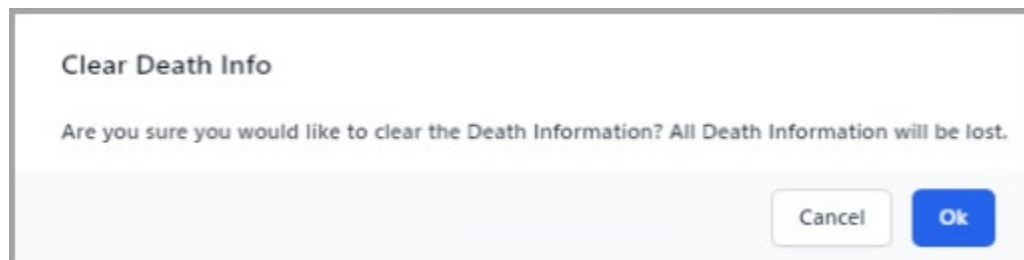 Clear Death Info
Are you sure you would like to clear the Death Information? All Death Information will be lost.
Cancel Ok